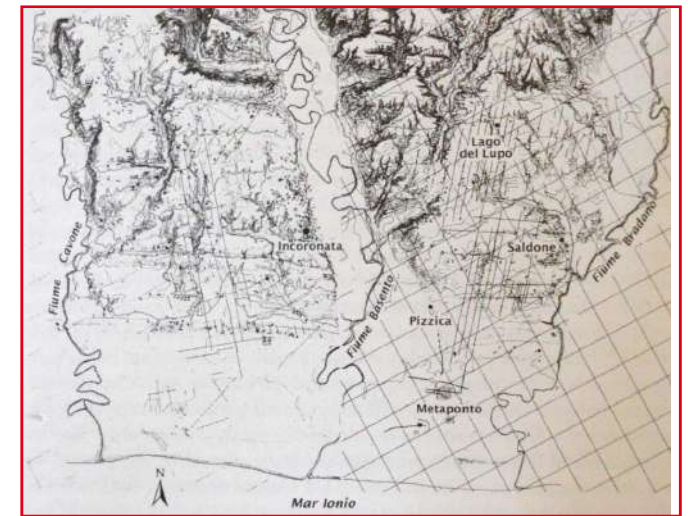 Lago
del Lupo
Incoronata
Saldone
Fiume Cavone
Fiume Basento
Fiume Bradano
Pizzica
Metaponto
N
Mar Ionio